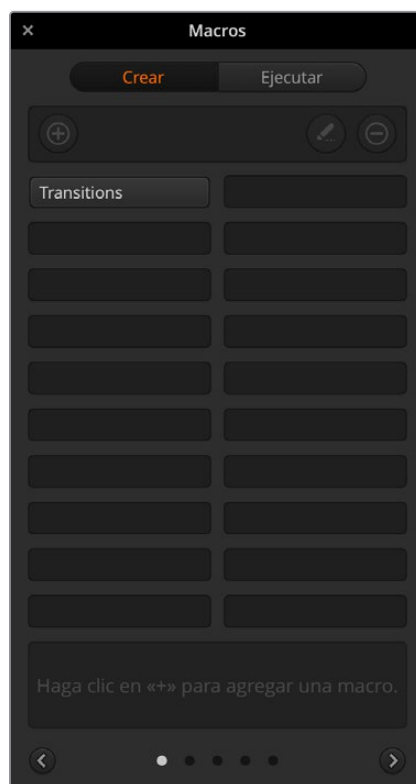 Macros
Crear
Ejecutar
Transitions
Haga clic en «+» para agregar una macro.